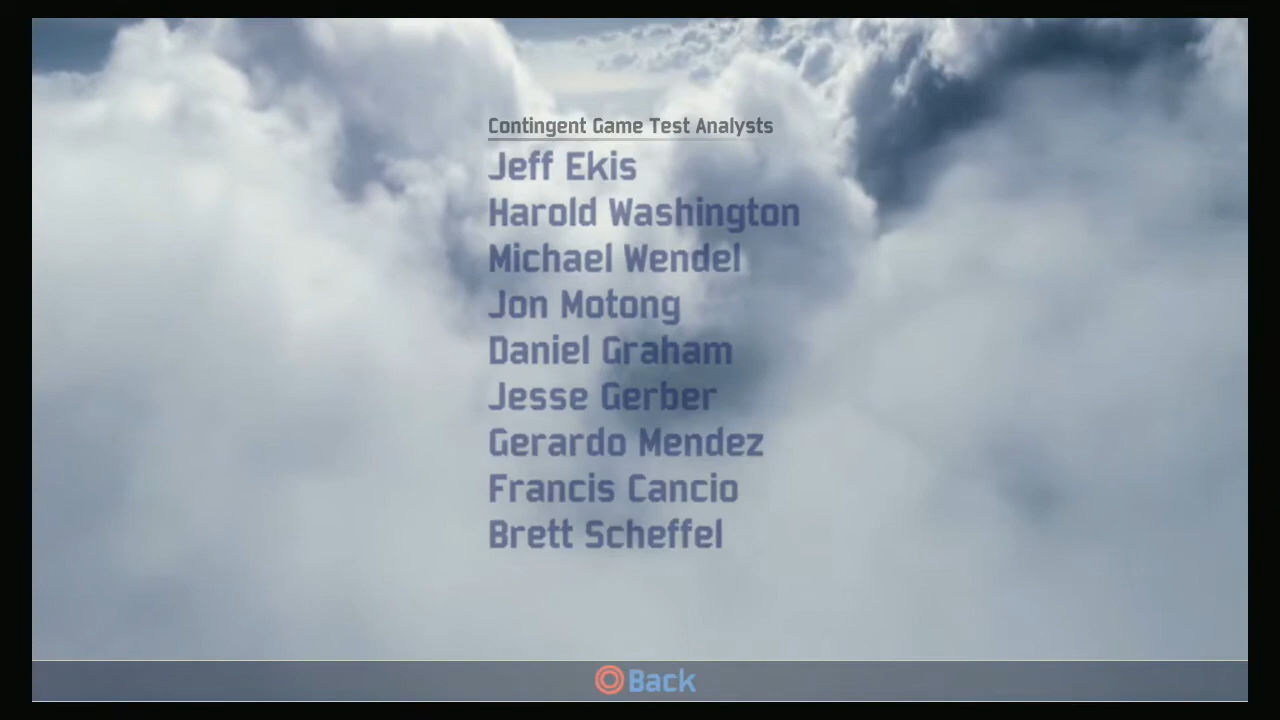 Contingent Game Test Analysts
Jeff Ekis
Harold Washington
Michael Wendel
Jon Motong
Daniel Graham
Jesse Gerber
Gerardo Mendez
Francis Cancio
Brett Scheffel
Back